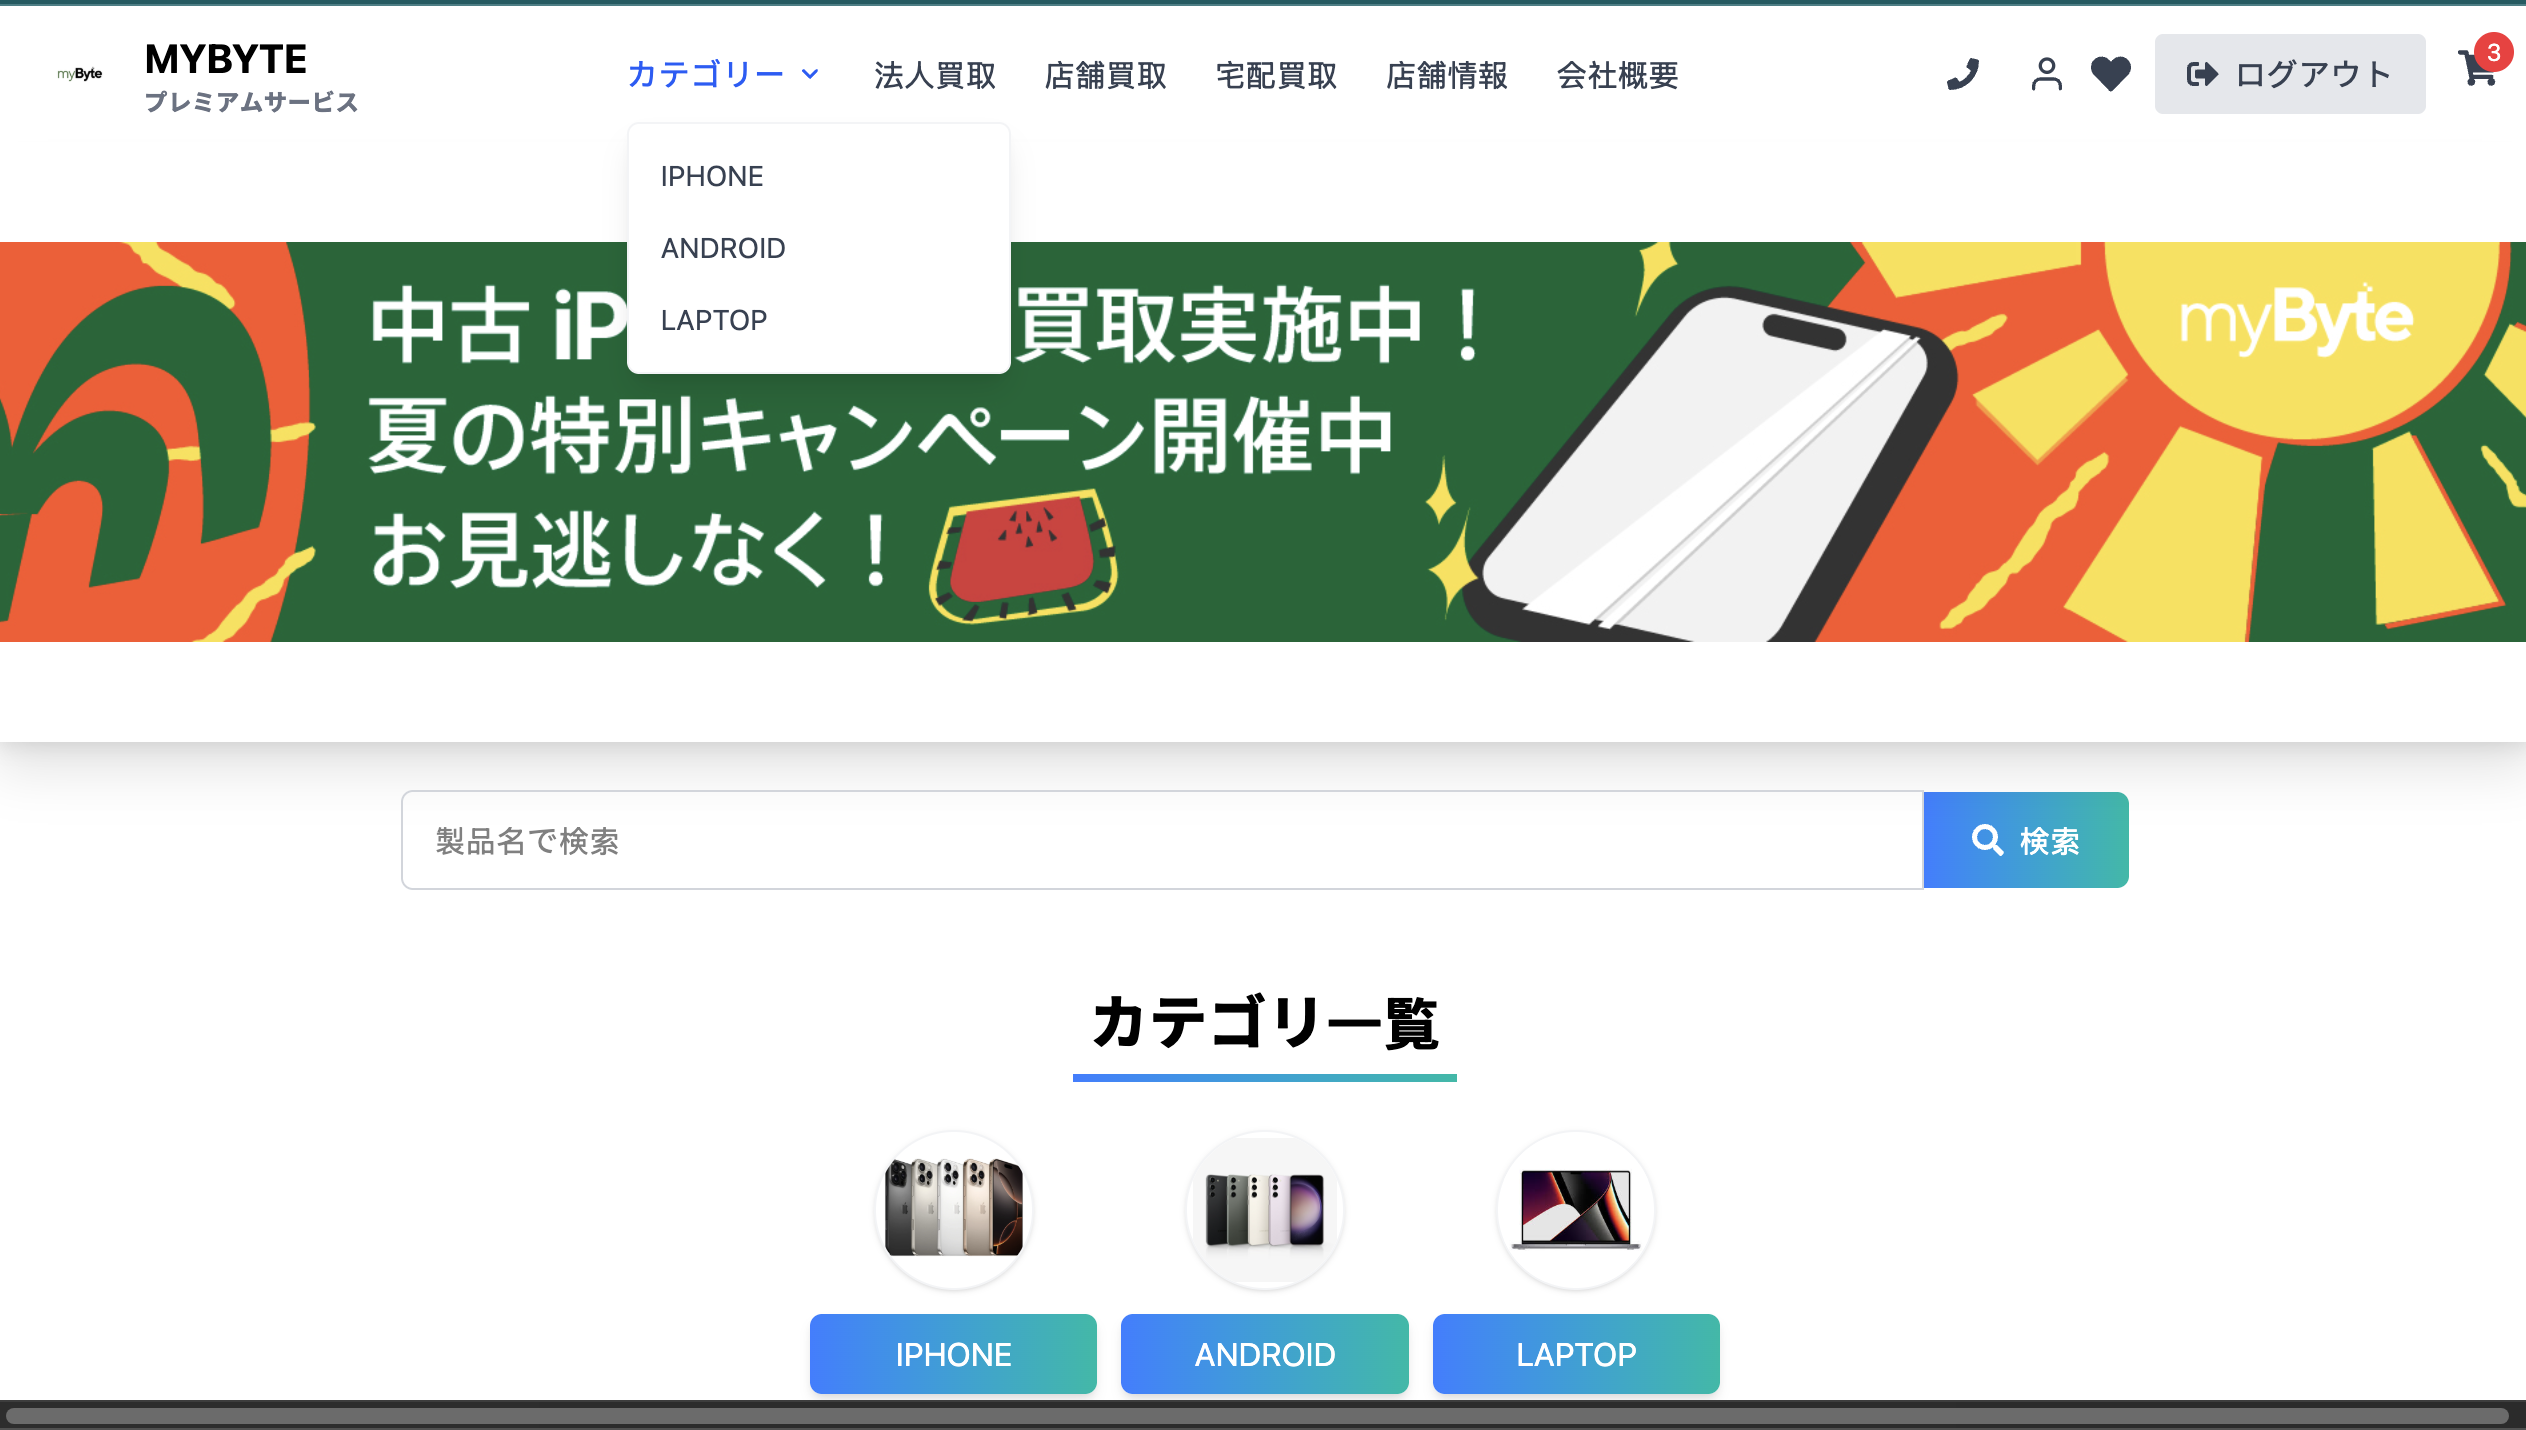 myByte
MYBYTE
プレミアムサービス
カテゴリー
法人買取
店舗買取
宅配買取
店舗情報
会社概要
ログアウト
3
IPHONE
ANDROID
LAPTOP
中古 iP
買取実施中！
夏の特別キャンペーン開催中
お見逃しなく！
myByte
製品名で検索
検索
カテゴリ一覧
IPHONE
ANDROID
LAPTOP